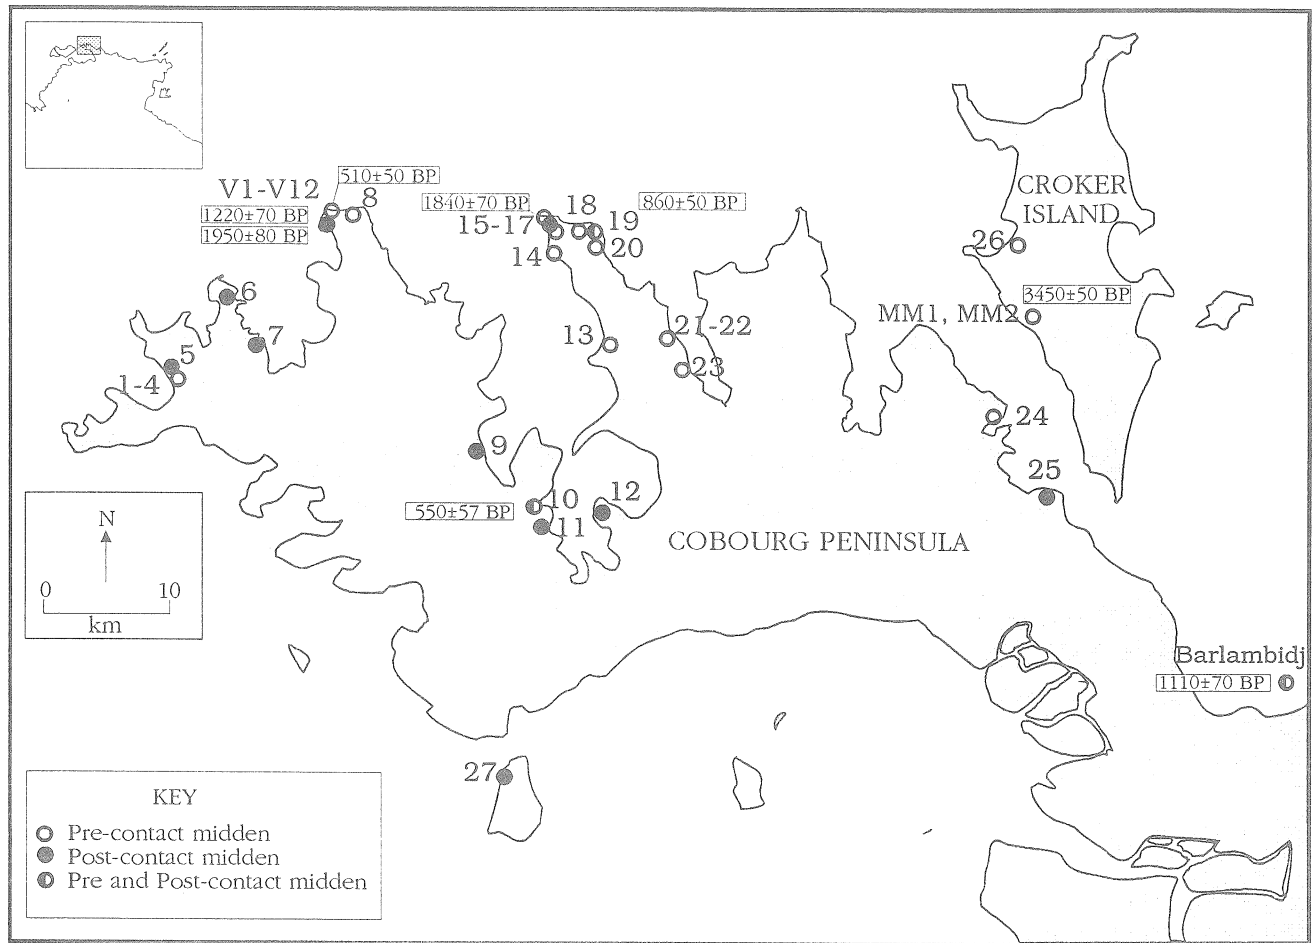 V1-V12
510±50 BP
8
1220±70 BP
1950±80 BP
1840±70 BP
15-17
18
860±50 BP
19
20
14
CROKER
ISLAND
26
3450±50 BP
MM1, MM2
6
7
5
1-4
13
21-22
23
24
25
9
10
550±57 BP
11
12
COBOURG PENINSULA
N
0 10
km
Barlambidj
1110±70 BP
27
KEY
Pre-contact midden
Post-contact midden
Pre and Post-contact midden